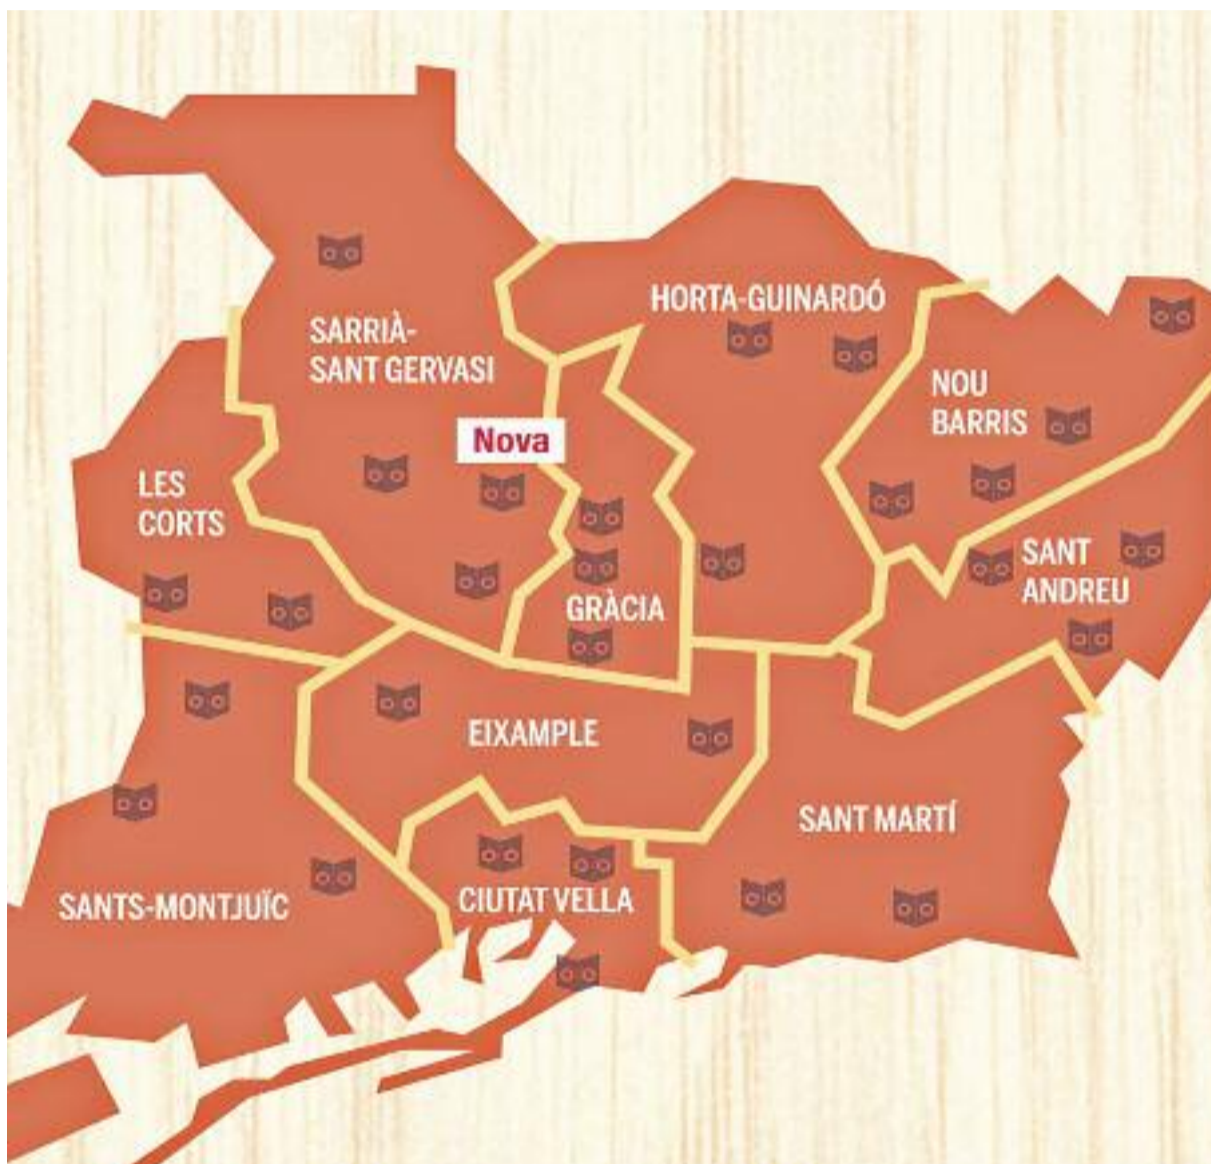 HORTA-GUINARDÓ
SARRIÀ-
SANT GERVASI
NOU
BARRIS
Nova
LES
CORTS
SANT
ANDREU
GRÀCIA
EIXAMPLE
SANT MARTÍ
SANTS-MONTJUÏC
CIUTAT VELLA